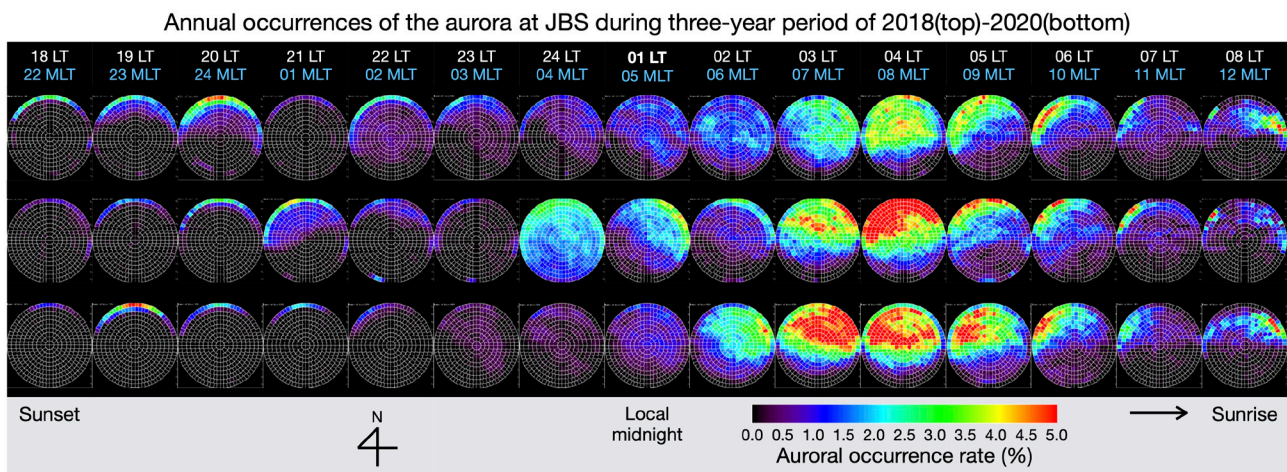 Annual occurrences of the aurora at JBS during three-year period of 2018(top)-2020(bottom)
18 LT 19 LT 20 LT 21 LT 22 LT 23 LT 24 LT 01 LT 02 LT 03 LT 04 LT 05 LT 06 LT 07 LT 08 LT
22 MLT 23 MLT 24 MLT 01 MLT 02 MLT 03 MLT 04 MLT 05 MLT 06 MLT 07 MLT 08 MLT 09 MLT 10 MLT 11 MLT 12 MLT
Sunset
N
Local
midnight
Sunrise
0.0 0.5 1.0 1.5 2.0 2.5 3.0 3.5 4.0 4.5 5.0
Auroral occurrence rate (%)